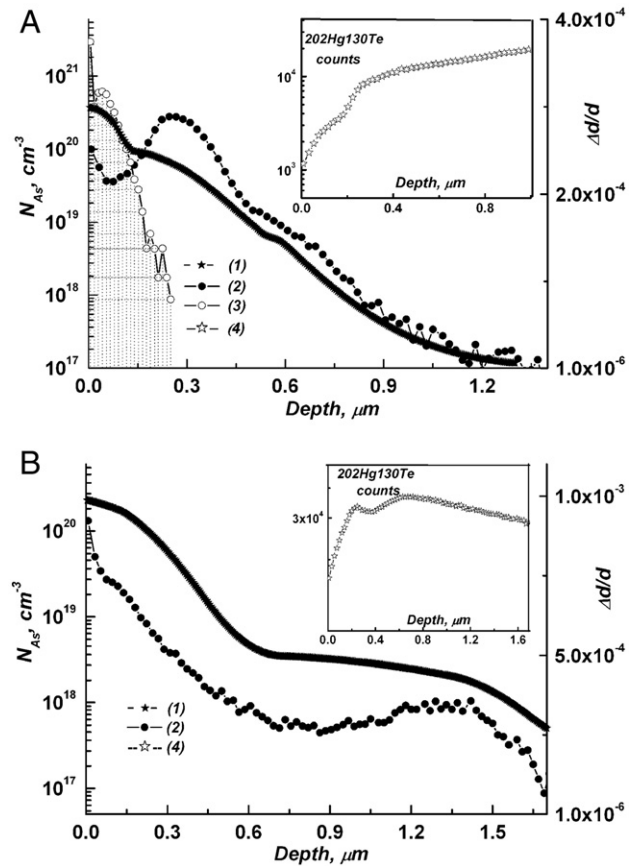 A
202Hg130Te
counts
10^4
10^3
0.0 0.4 0.8
Depth, μm
10^21
10^20
10^19
10^18
10^17
N_As, cm^-3
(1)
(2)
(3)
(4)
4.0x10^-4
2.0x10^-4
1.0x10^-6
Δd/d
0.0 0.3 0.6 0.9 1.2
Depth, μm
B
202Hg130Te
counts
3x10^4
0.0 0.4 0.8 1.2 1.6
Depth, μm
10^20
10^19
10^18
10^17
N_As, cm^-3
(1)
(2)
(4)
1.0x10^-3
5.0x10^-4
1.0x10^-6
Δd/d
0.0 0.3 0.6 0.9 1.2 1.5
Depth, μm